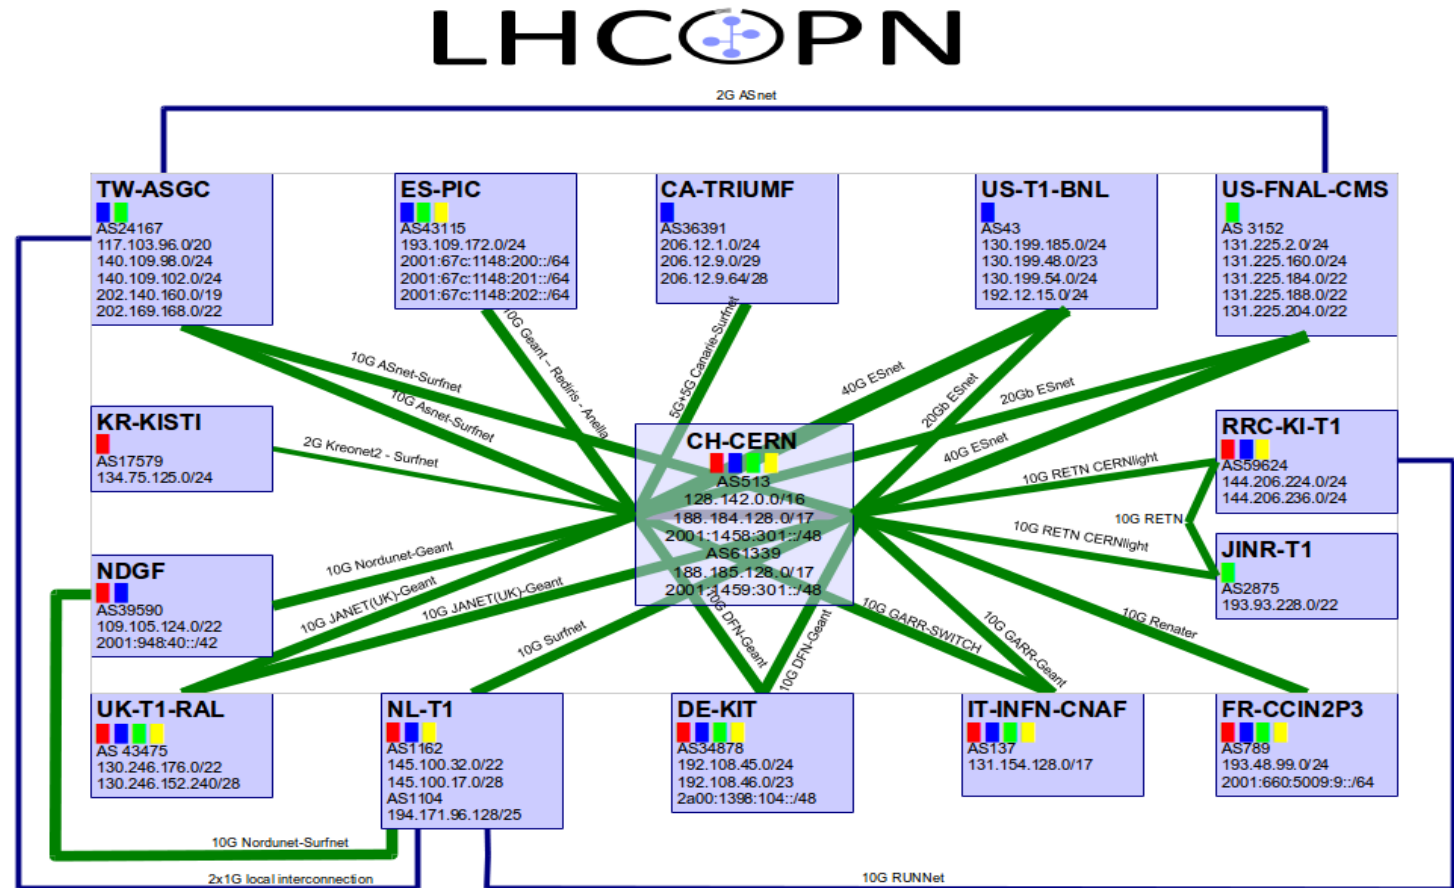 LHCOPN
2G ASnet
TW-ASGC
AS24167
117.103.96.0/20
140.109.98.0/24
140.109.102.0/24
202.140.160.0/19
202.169.168.0/22
ES-PIC
AS43115
193.109.172.0/24
2001:67c:1148:200::/64
2001:67c:1148:201::/64
2001:67c:1148:202::/64
CA-TRIUMF
AS36391
206.12.1.0/24
206.12.9.0/29
206.12.9.64/28
US-T1-BNL
AS43
130.199.185.0/24
130.199.48.0/23
130.199.54.0/24
192.12.15.0/24
US-FNAL-CMS
AS 3152
131.225.2.0/24
131.225.160.0/24
131.225.184.0/22
131.225.188.0/22
131.225.204.0/22
10G ASnet-Surfnet
10G Asnet-Surfnet
10G Geant – Rediris - Anella
5G+5G Canarie-Surfnet
40G ESnet
20Gb ESnet
20Gb ESnet
40G ESnet
KR-KISTI
AS17579
134.75.125.0/24
2G Kreonet2 - Surfnet
CH-CERN
AS513
128.142.0.0/16
188.184.128.0/17
2001:1458:301::/48
AS61339
188.185.128.0/17
2001:1459:301::/48
10G RETN CERNlight
RRC-KI-T1
AS59624
144.206.224.0/24
144.206.236.0/24
10G RETN
10G RETN CERNlight
JINR-T1
AS2875
193.93.228.0/22
NDGF
AS39590
109.105.124.0/22
2001:948:40::/42
10G Nordunet-Geant
10G JANET(UK)-Geant
10G JANET(UK)-Geant
10G Surfnet
10G DFN-Geant
10G DFN-Geant
10G GARR-SWITCH
10G GARR-Geant
10G Renater
UK-T1-RAL
AS 43475
130.246.176.0/22
130.246.152.240/28
NL-T1
AS1162
145.100.32.0/22
145.100.17.0/28
AS1104
194.171.96.128/25
DE-KIT
AS34878
192.108.45.0/24
192.108.46.0/23
2a00:1398:104::/48
IT-INFN-CNAF
AS137
131.154.128.0/17
FR-CCIN2P3
AS789
193.48.99.0/24
2001:660:5009:9::/64
10G Nordunet-Surfnet
2x1G local interconnection
10G RUNNet